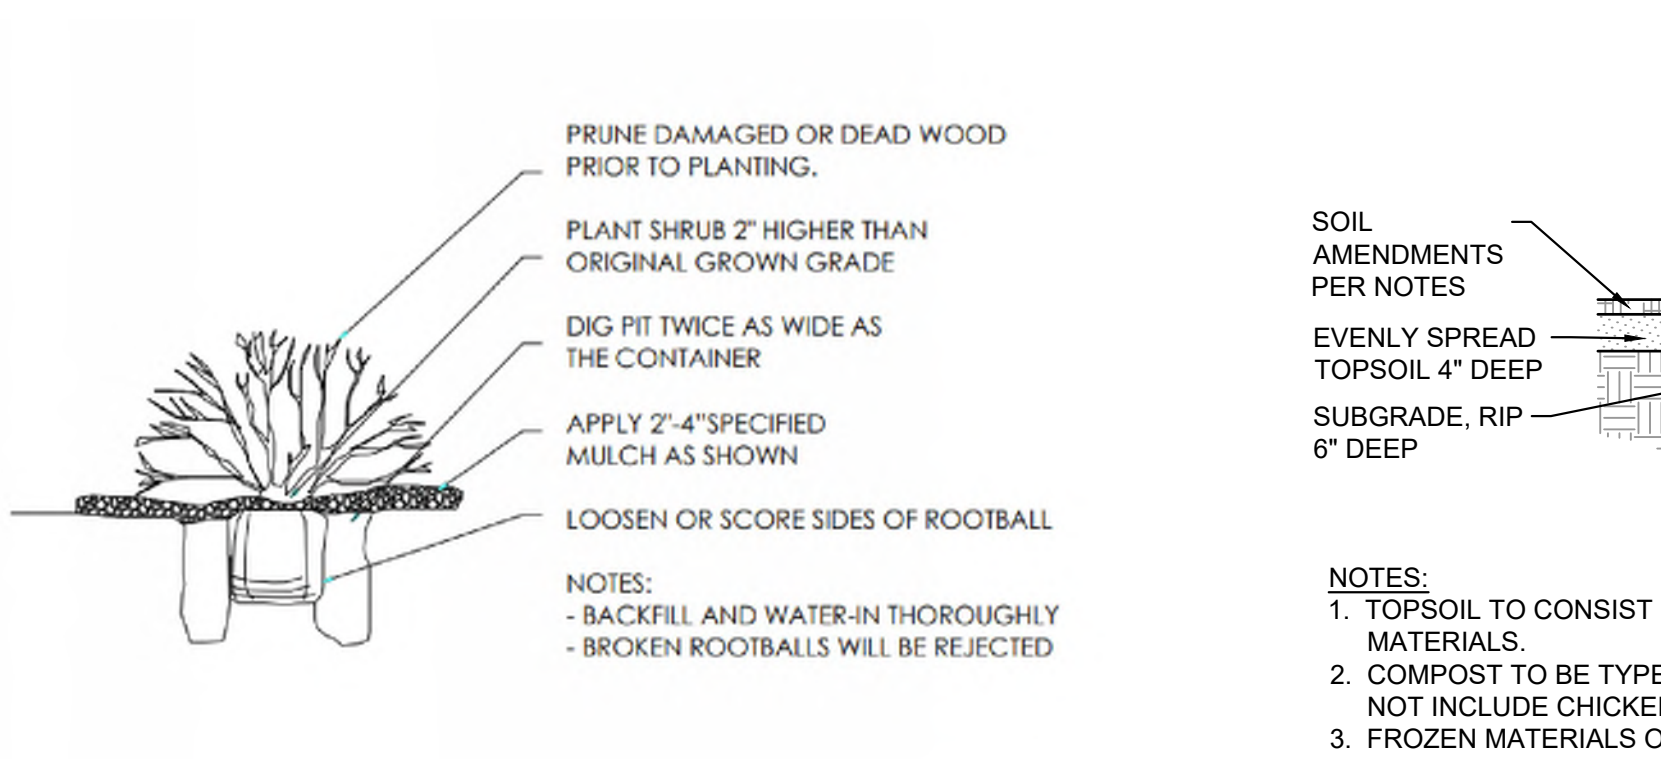 PRUNE DAMAGED OR DEAD WOOD
PRIOR TO PLANTING.
PLANT SHRUB 2" HIGHER THAN
ORIGINAL GROWN GRADE
DIG PIT TWICE AS WIDE AS
THE CONTAINER
APPLY 2"-4"SPECIFIED
MULCH AS SHOWN
LOOSEN OR SCORE SIDES OF ROOTBALL
NOTES:
- BACKFILL AND WATER-IN THOROUGHLY
- BROKEN ROOTBALLS WILL BE REJECTED
SOIL
AMENDMENTS
PER NOTES
EVENLY SPREAD
TOPSOIL 4" DEEP
SUBGRADE, RIP
6" DEEP
NOTES:
1. TOPSOIL TO CONSIST
MATERIALS.
2. COMPOST TO BE TYPE
NOT INCLUDE
3. FROZEN MATERIALS